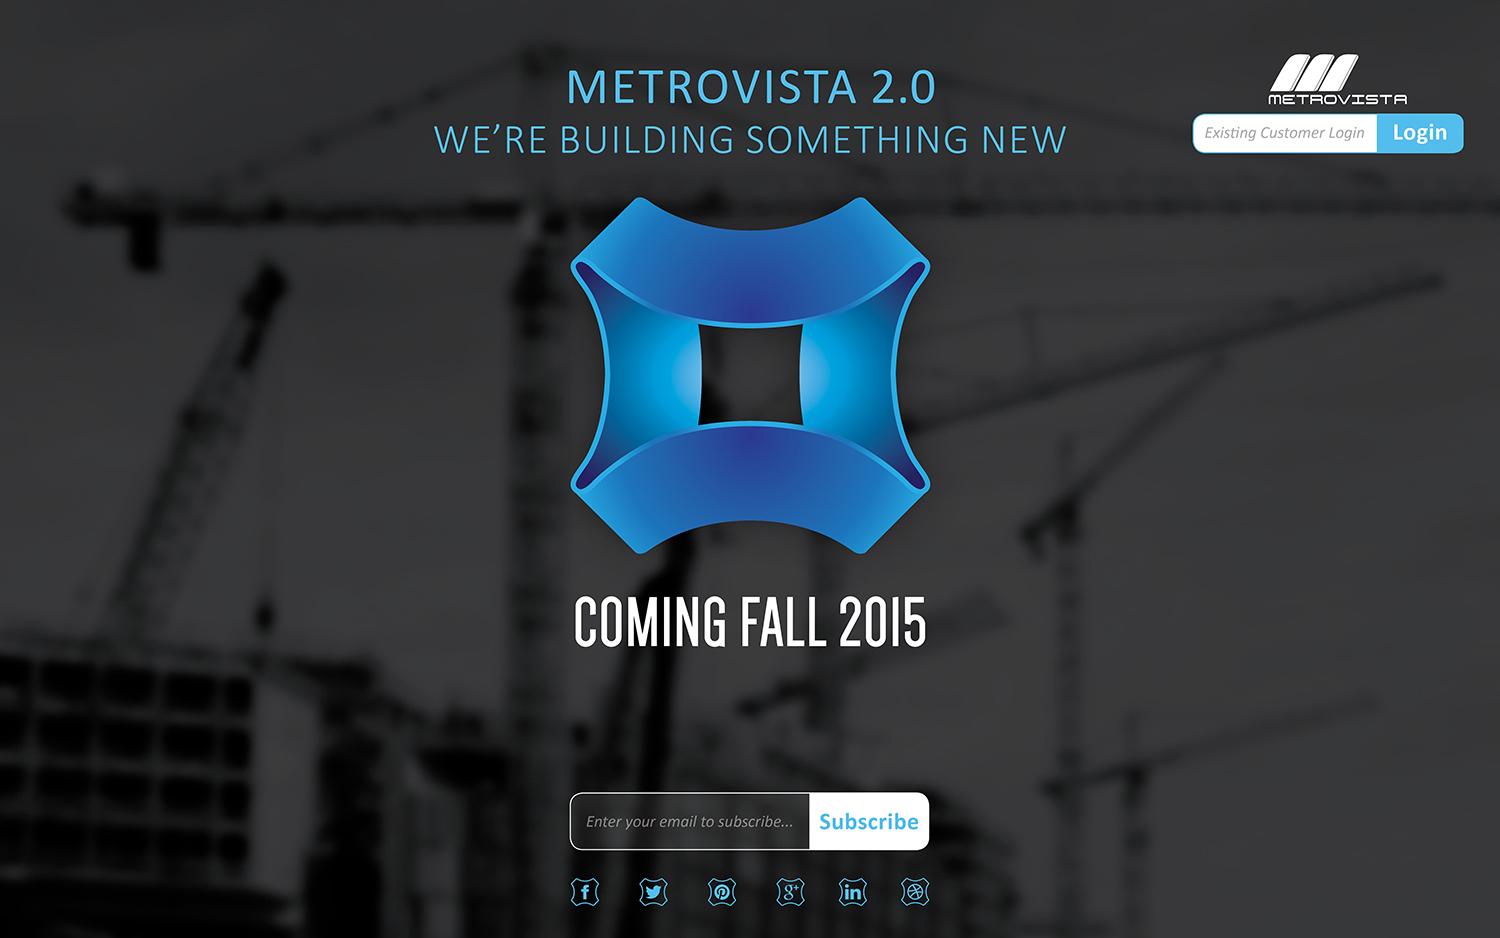 METROVISTA 2.0
WE’RE BUILDING SOMETHING NEW
METROVISTA
Existing Customer Login
Login
COMING FALL 2015
Enter your email to subscribe...
Subscribe
f
g+
in